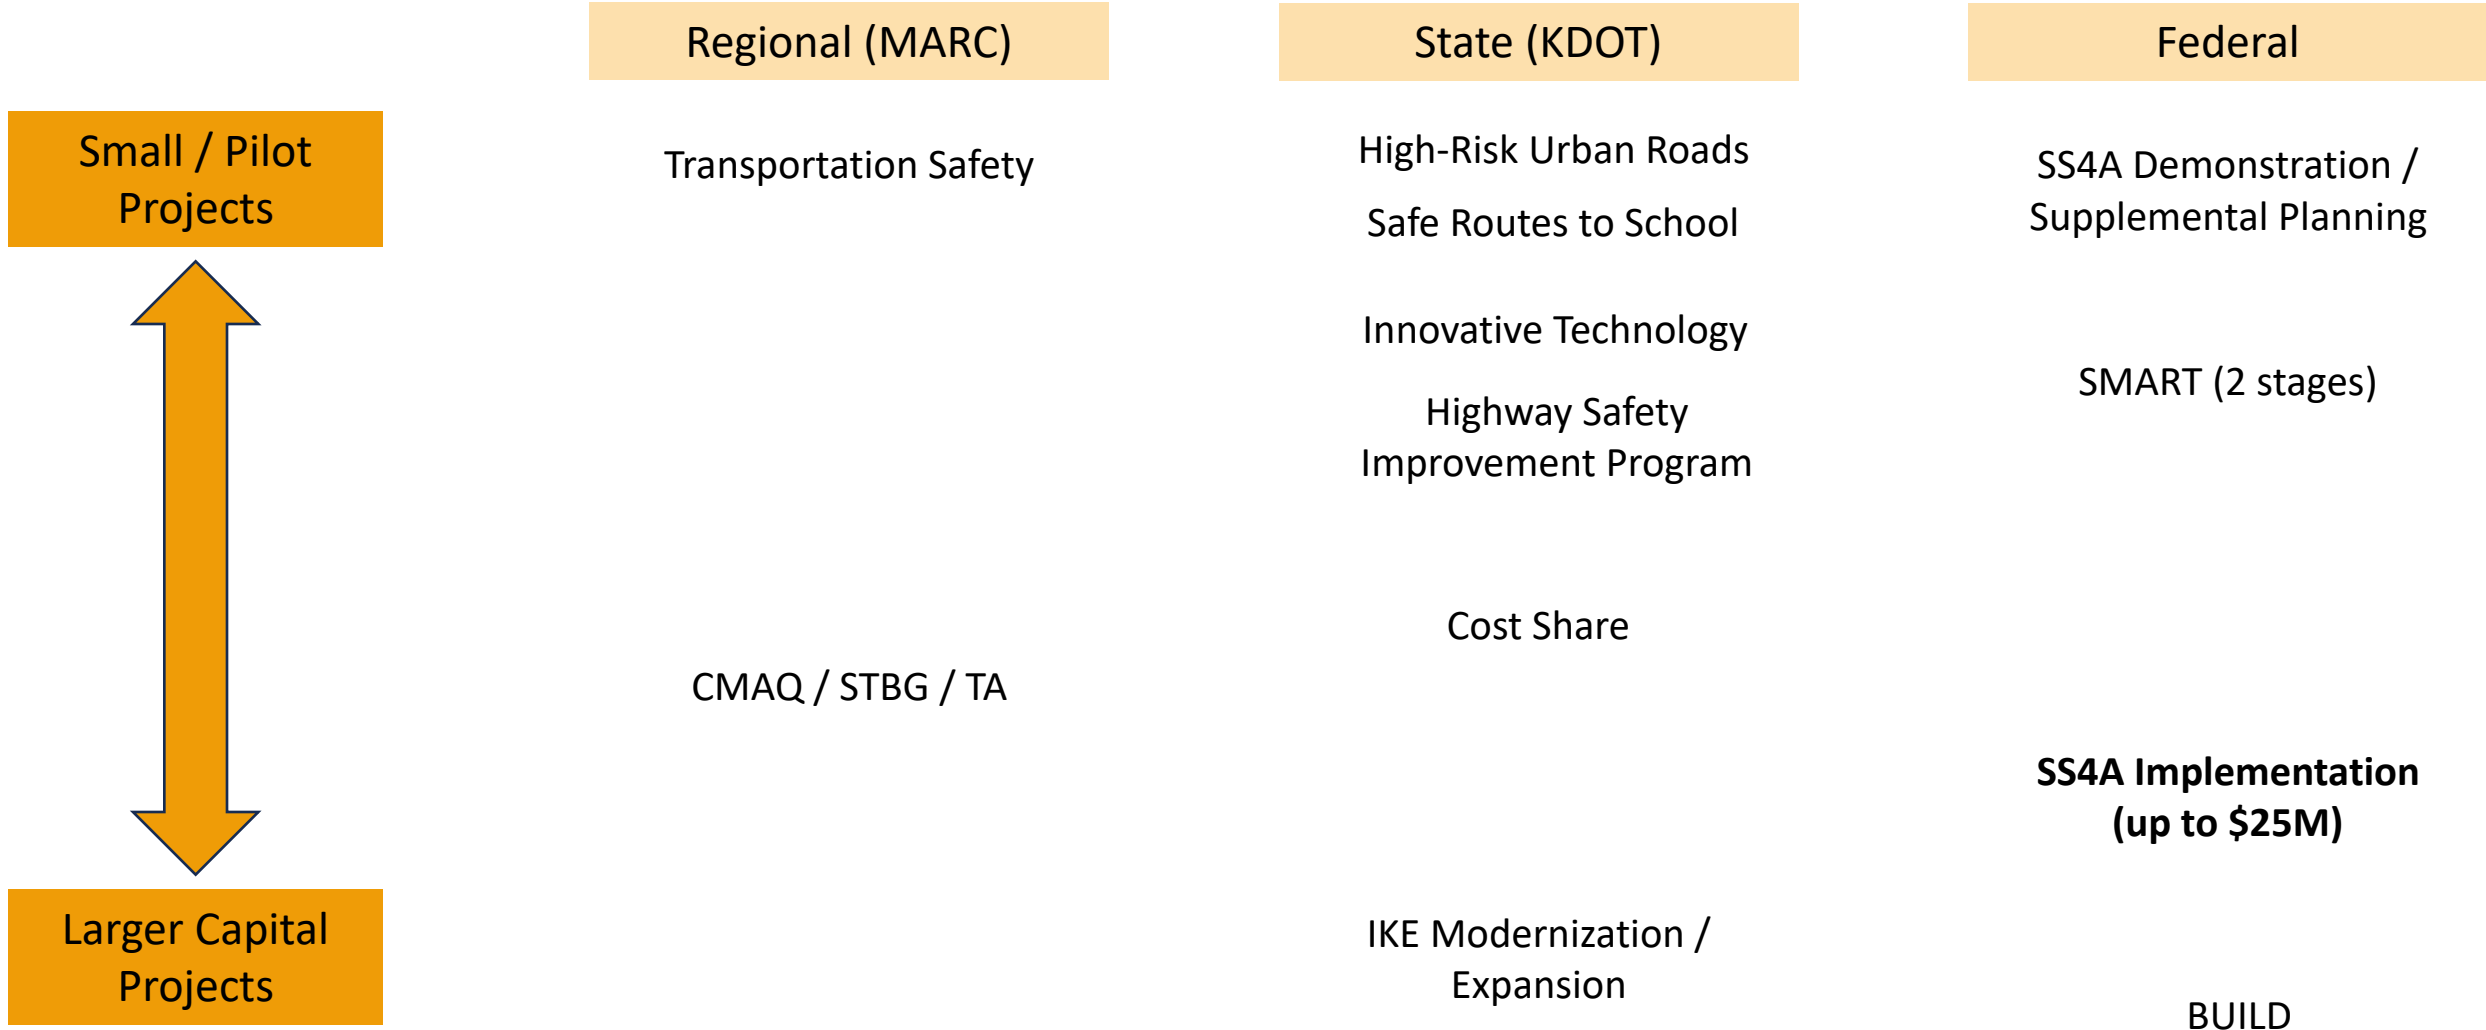 Regional (MARC)
State (KDOT)
Federal
Small / Pilot
Projects
Transportation Safety
High-Risk Urban Roads
Safe Routes to School
SS4A Demonstration /
Supplemental Planning
Innovative Technology
SMART (2 stages)
Highway Safety
Improvement Program
Cost Share
CMAQ / STBG / TA
SS4A Implementation
(up to $25M)
Larger Capital
Projects
IKE Modernization /
Expansion
BUILD